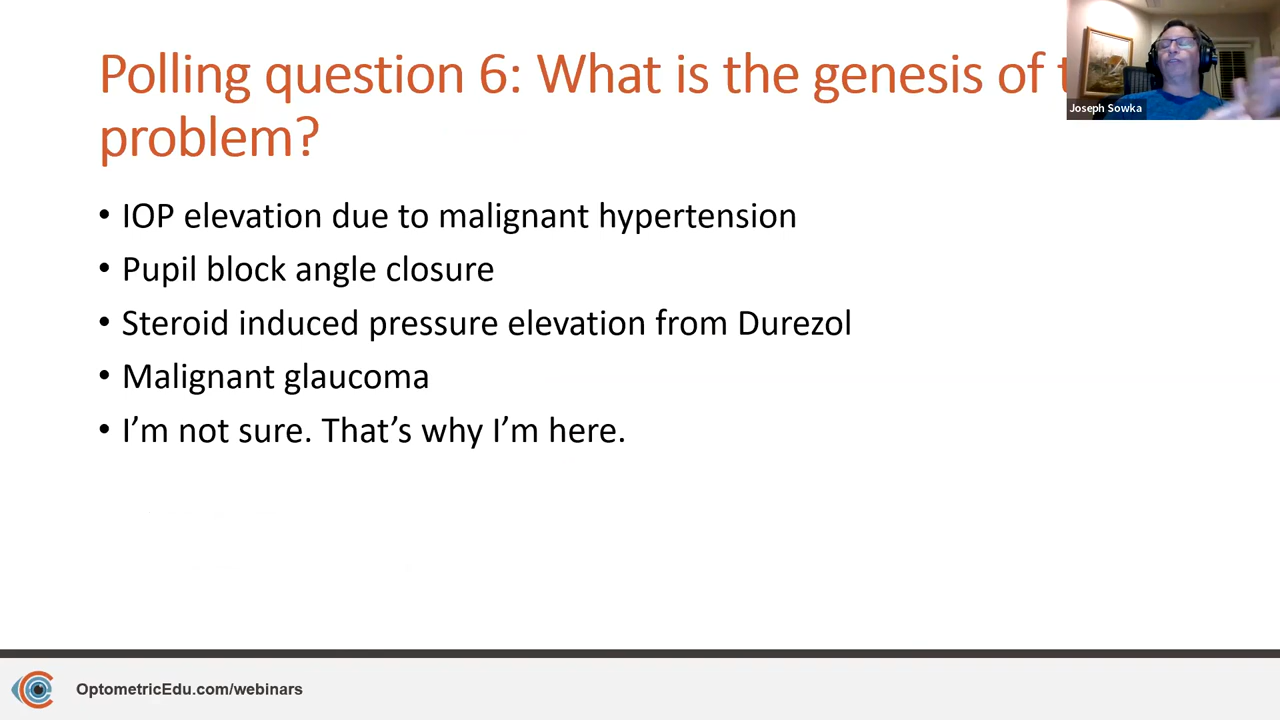 Polling question 6: What is the genesis of
problem?
Joseph Sowka
• IOP elevation due to malignant hypertension
• Pupil block angle closure
• Steroid induced pressure elevation from Durezol
• Malignant glaucoma
• I’m not sure. That’s why I’m here.
OptometricEdu.com/webinars